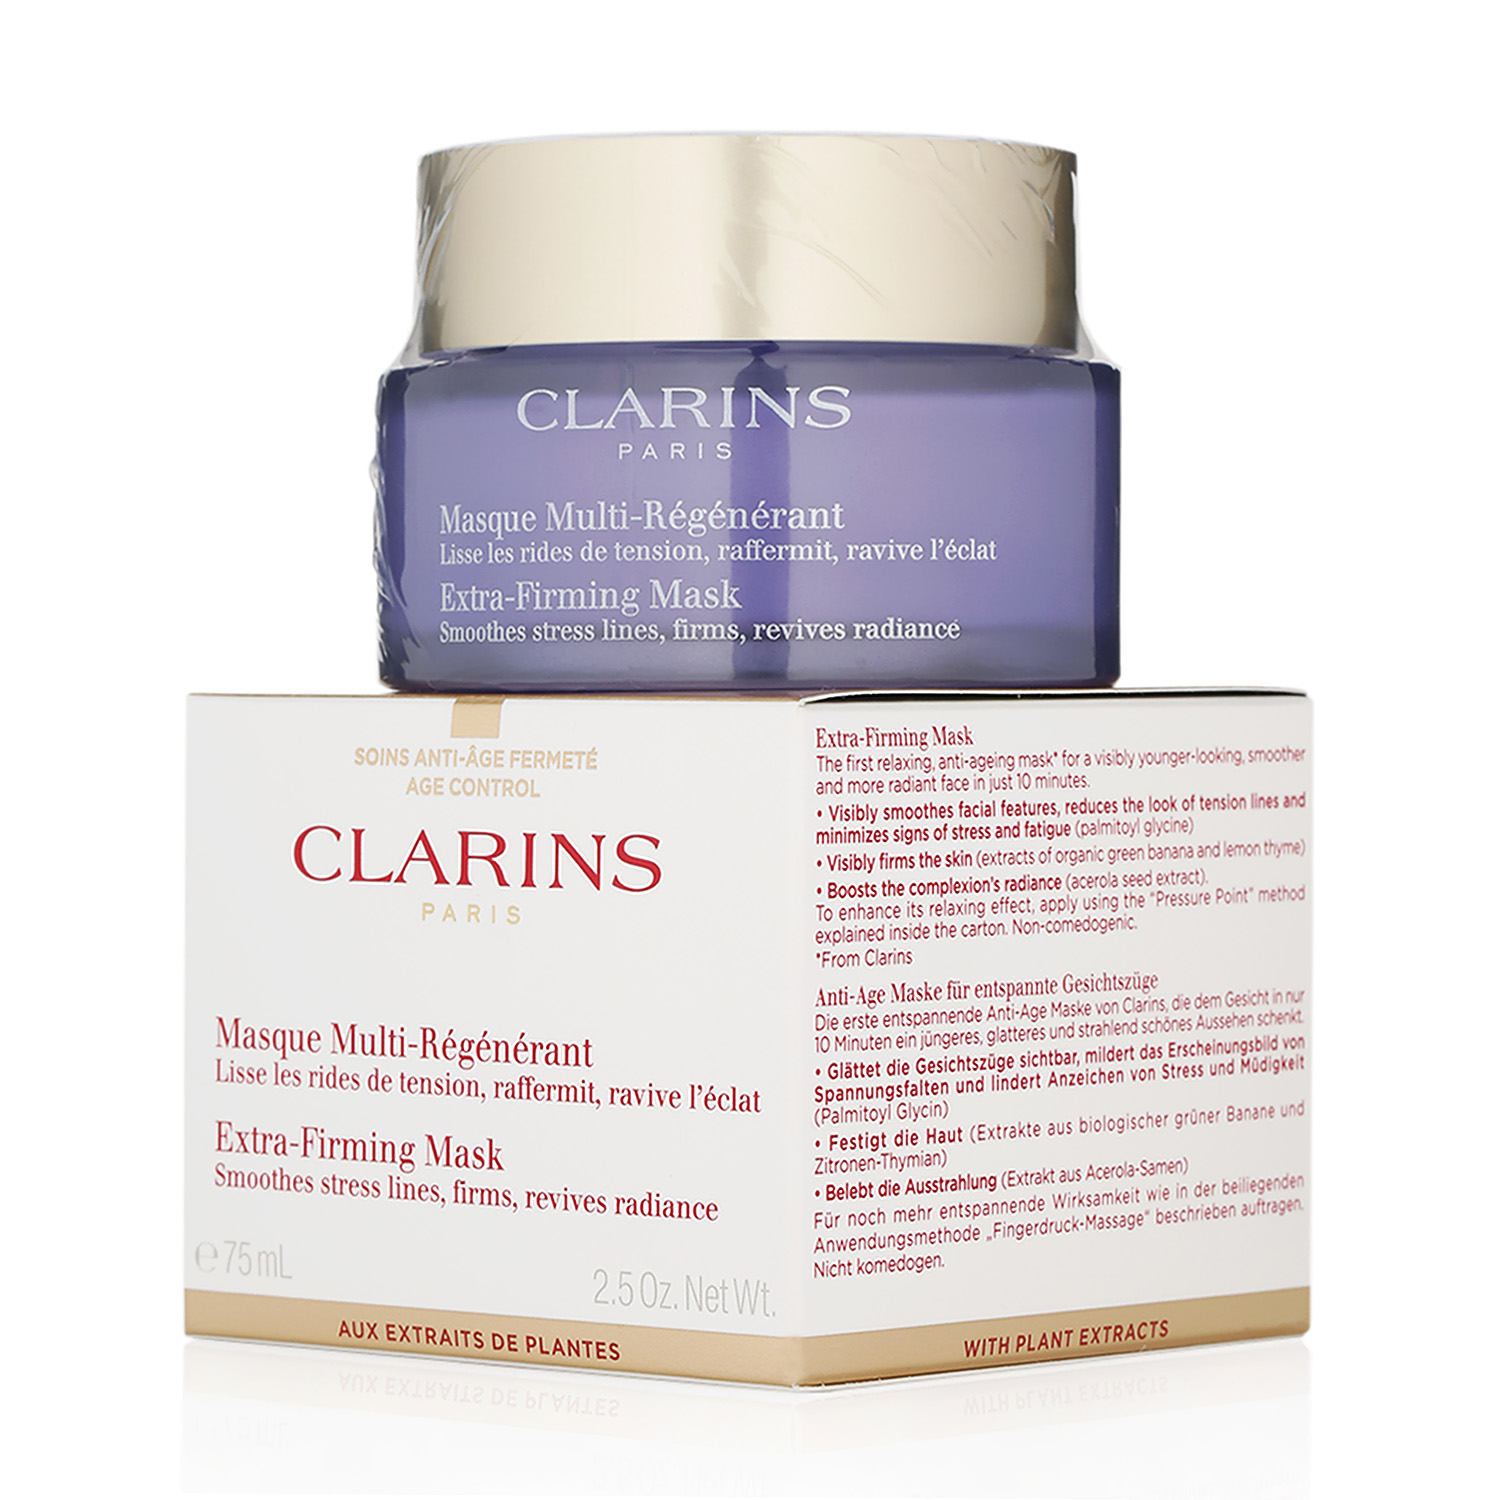 CLARINS
PARIS
Masque Multi-Régénérant
Lisse les rides de tension, raffermit, ravive l'éclat
Extra-Firming Mask
Smoothes stress lines, firms, revives radiance
SOINS ANTI-ÂGE FERMETÉ
AGE CONTROL
CLARINS
PARIS
Masque Multi-Régénérant
Lisse les rides de tension, raffermit, ravive l'éclat
Extra-Firming Mask
Smoothes stress lines, firms, revives radiance
℮ 75 mL
2.5 Oz. Net Wt.
AUX EXTRAITS DE PLANTES
Extra-Firming Mask
The first relaxing, anti-ageing mask* for a visibly younger-looking, smoother
and more radiant face in just 10 minutes.
• Visibly smoothes facial features, reduces the look of tension lines and
minimizes signs of stress and fatigue (palmitoyl glycine)
• Visibly firms the skin (extracts of organic green banana and lemon thyme)
• Boosts the complexion's radiance (acerola seed extract).
To enhance its relaxing effect, apply using the "Pressure Point" method
explained inside the carton. Non-comedogenic.
*From Clarins
Anti-Age Maske für entspannte Gesichtszüge
Die erste entspannende Anti-Age Maske von Clarins, die dem Gesicht in nur
10 Minuten ein jüngeres, glatteres und strahlend schönes Aussehen schenkt.
• Glättet die Gesichtszüge sichtbar, mildert das Erscheinungsbild von
Spannungsfalten und lindert Anzeichen von Stress und Müdigkeit
(Palmitoyl Glycin)
• Festigt die Haut (Extrakte aus biologischer grüner Banane und
Zitronen-Thymian)
• Belebt die Ausstrahlung (Extrakt aus Acerola-Samen)
Für noch mehr entspannende Wirksamkeit wie in der beiliegenden
Anwendungsmethode „Fingerdruck-Massage" beschrieben auftragen.
Nicht komedogen.
WITH PLANT EXTRACTS